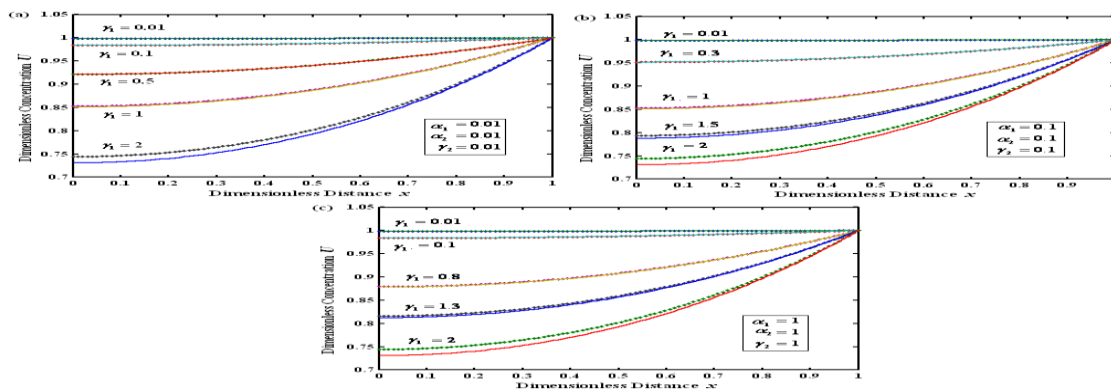 (a)
Dimensionless Concentration U
1.05
1
0.95
0.9
0.85
0.8
0.75
0.7
γ₁ = 0.01
γ₁ = 0.1
γ₁ = 0.5
γ₁ = 1
γ₁ = 2
α₁ = 0.01
α₂ = 0.01
γ₂ = 0.01
0 0.1 0.2 0.3 0.4 0.5 0.6 0.7 0.8 0.9 1
Dimensionless Distance x
(b)
Dimensionless Concentration U
1.05
1
0.95
0.9
0.85
0.8
0.75
0.7
γ₁ = 0.01
γ₁ = 0.3
γ₁ = 1
γ₁ = 1.5
γ₁ = 2
α₁ = 0.1
α₂ = 0.1
γ₂ = 0.1
0 0.1 0.2 0.3 0.4 0.5 0.6 0.7 0.8 0.9
Dimensionless Distance x
(c)
Dimensionless Concentration U
1.05
1
0.95
0.9
0.85
0.8
0.75
0.7
γ₁ = 0.01
γ₁ = 0.1
γ₁ = 0.8
γ₁ = 1.3
γ₁ = 2
α₁ = 1
α₂ = 1
γ₂ = 1
0 0.1 0.2 0.3 0.4 0.5 0.6 0.7 0.8 0.9 1
Dimensionless Distance x